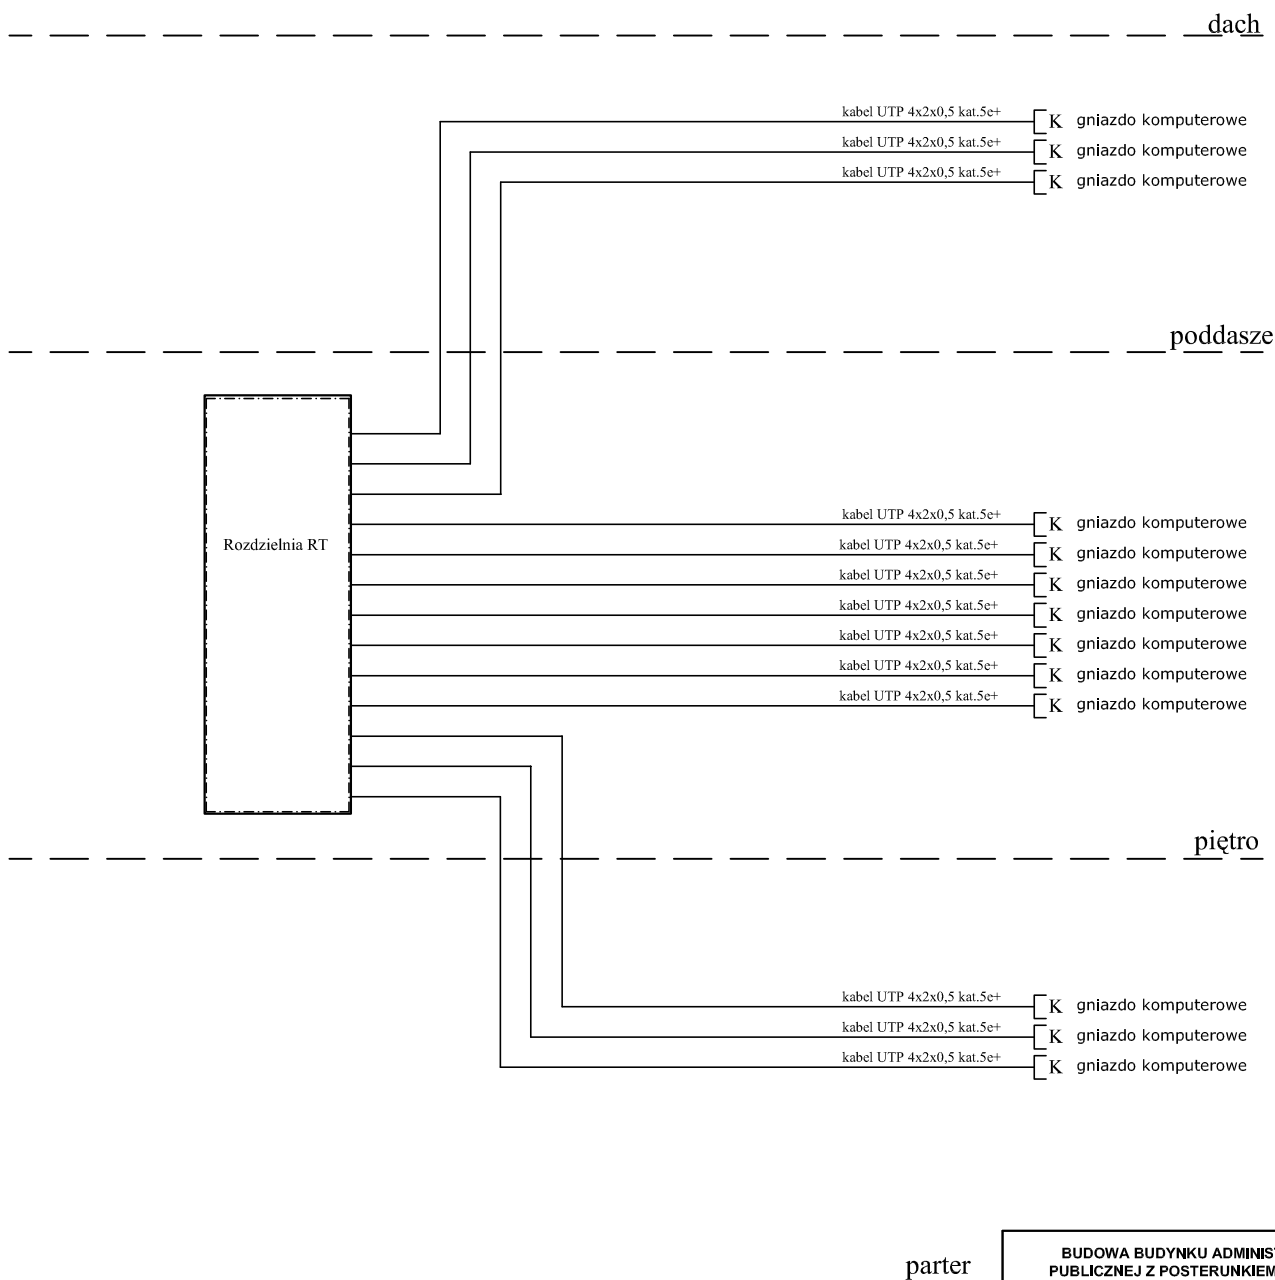 dach
kabel UTP 4x2x0,5 kat.5e+ K gniazdo komputerowe
kabel UTP 4x2x0,5 kat.5e+ K gniazdo komputerowe
kabel UTP 4x2x0,5 kat.5e+ K gniazdo komputerowe
poddasze
kabel UTP 4x2x0,5 kat.5e+ K gniazdo komputerowe
Rozdzielnia RT
kabel UTP 4x2x0,5 kat.5e+ K gniazdo komputerowe
kabel UTP 4x2x0,5 kat.5e+ K gniazdo komputerowe
kabel UTP 4x2x0,5 kat.5e+ K gniazdo komputerowe
kabel UTP 4x2x0,5 kat.5e+ K gniazdo komputerowe
kabel UTP 4x2x0,5 kat.5e+ K gniazdo komputerowe
kabel UTP 4x2x0,5 kat.5e+ K gniazdo komputerowe
piętro
kabel UTP 4x2x0,5 kat.5e+ K gniazdo komputerowe
kabel UTP 4x2x0,5 kat.5e+ K gniazdo komputerowe
kabel UTP 4x2x0,5 kat.5e+ K gniazdo komputerowe
parter
BUDOWA BUDYNKU ADMINIS
PUBLICZNEJ Z POSTERUNKIEM